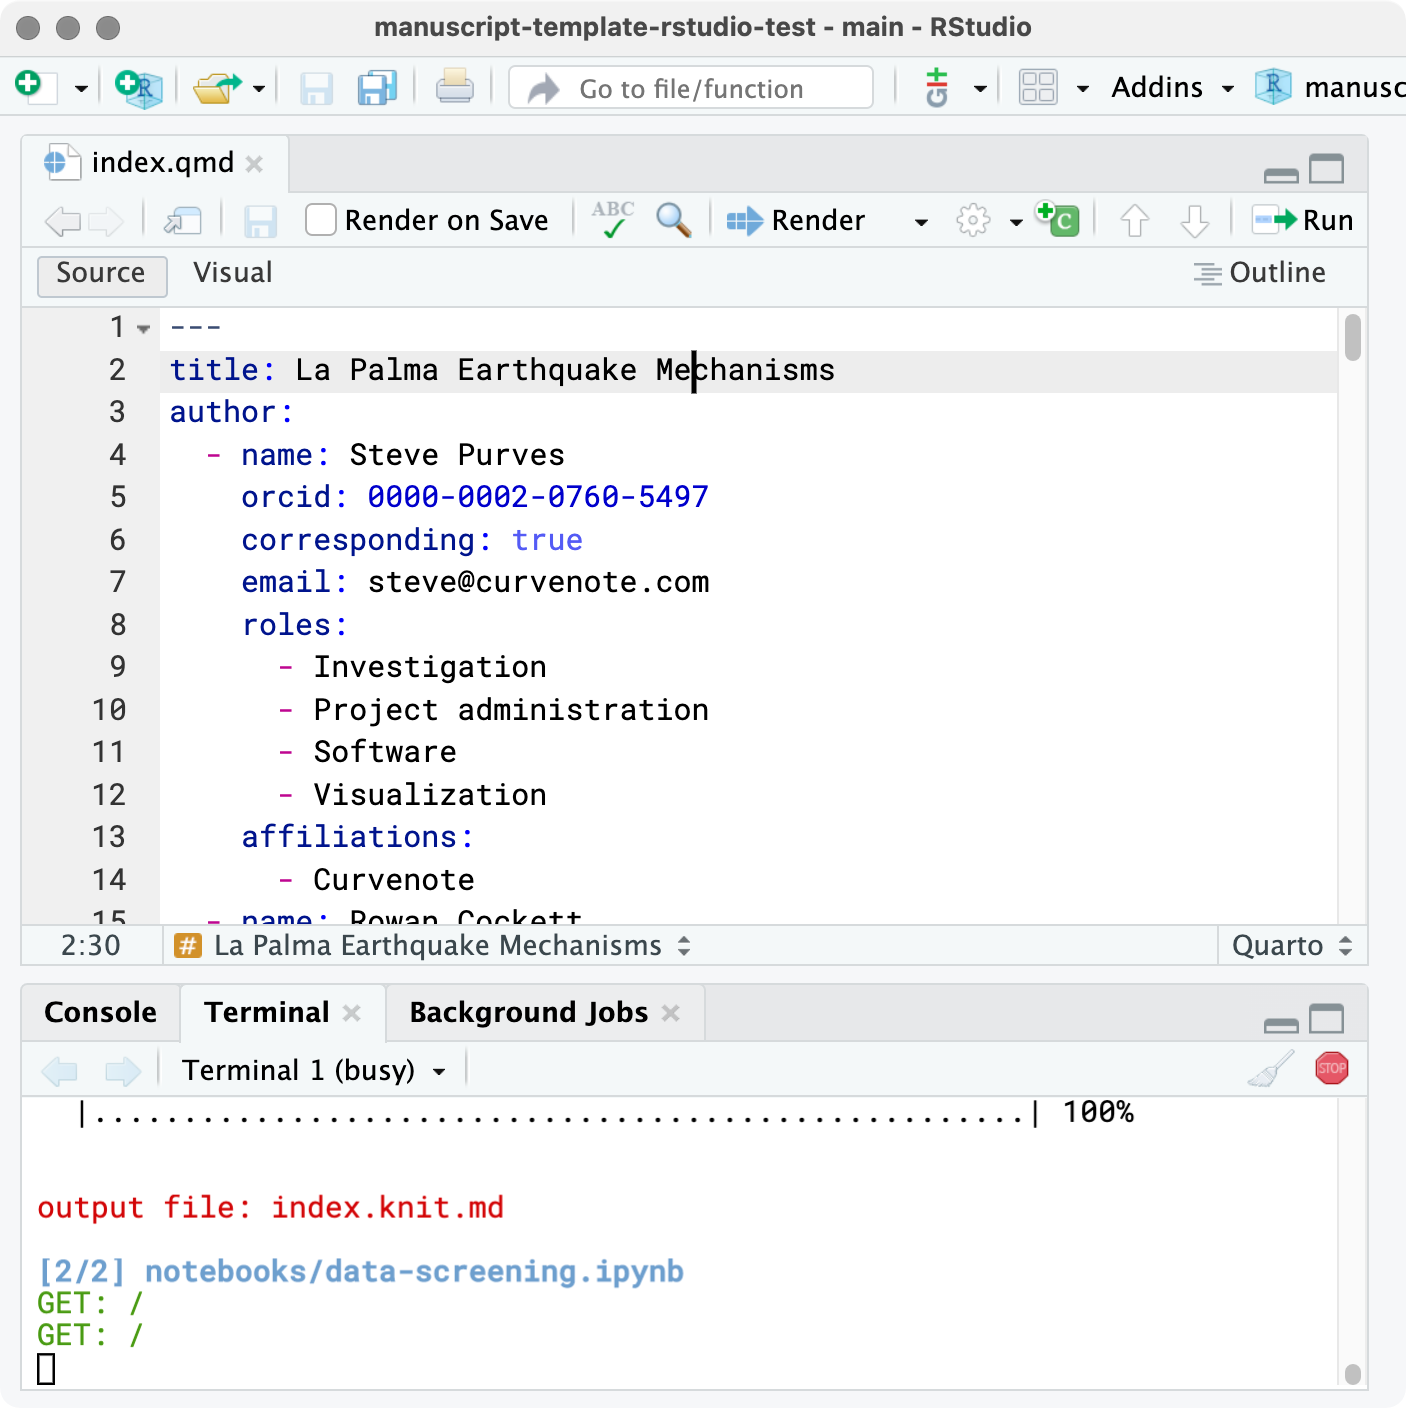 manuscript-template-rstudio-test - main - RStudio
Go to file/function
Addins
manusc
index.qmd
Render on Save
ABC
Render
Run
Source
Visual
Outline
1 ---
2 title: La Palma Earthquake Mechanisms
3 author:
4   - name: Steve Purves
5     orcid: 0000-0002-0760-5497
6     corresponding: true
7     email: steve@curvenote.com
8     roles:
9       - Investigation
10       - Project administration
11       - Software
12       - Visualization
13     affiliations:
14       - Curvenote
15   - name: Rowan Cockett
2:30
# La Palma Earthquake Mechanisms
Quarto
Console
Terminal
Background Jobs
Terminal 1 (busy)
STOP
|....................................................| 100%
output file: index.knit.md
[2/2] notebooks/data-screening.ipynb
GET: /
GET: /